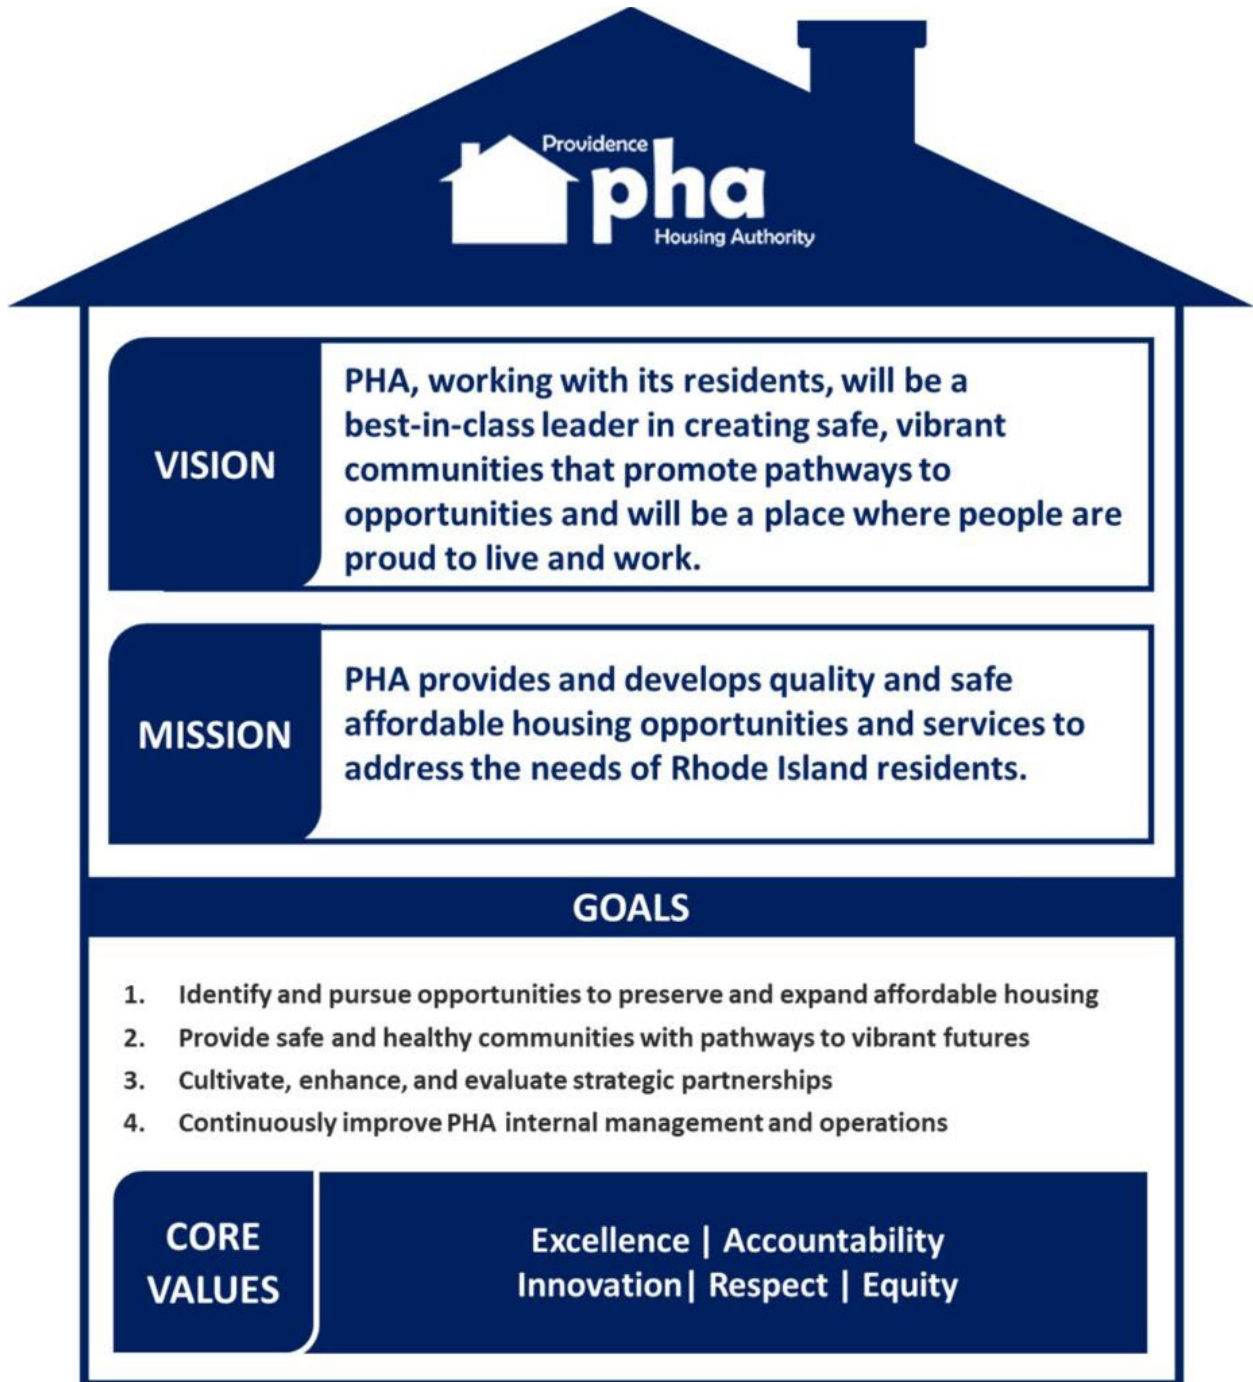 Providence
pha
Housing Authority
VISION
PHA, working with its residents, will be a
best-in-class leader in creating safe, vibrant
communities that promote pathways to
opportunities and will be a place where people are
proud to live and work.
MISSION
PHA provides and develops quality and safe
affordable housing opportunities and services to
address the needs of Rhode Island residents.
GOALS
1. Identify and pursue opportunities to preserve and expand affordable housing
2. Provide safe and healthy communities with pathways to vibrant futures
3. Cultivate, enhance, and evaluate strategic partnerships
4. Continuously improve PHA internal management and operations
CORE
VALUES
Excellence | Accountability
Innovation| Respect | Equity